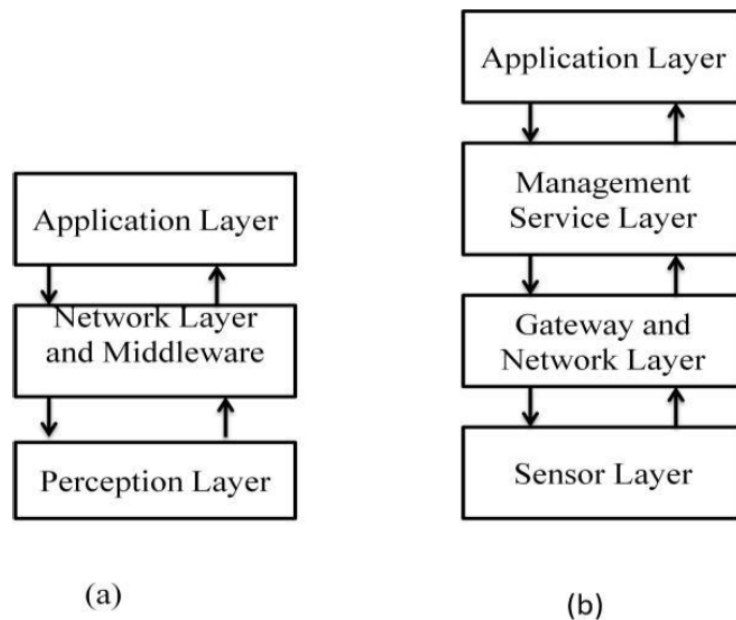 Application Layer
Network Layer
and Middleware
Perception Layer
(a)
Application Layer
Management
Service Layer
Gateway and
Network Layer
Sensor Layer
(b)